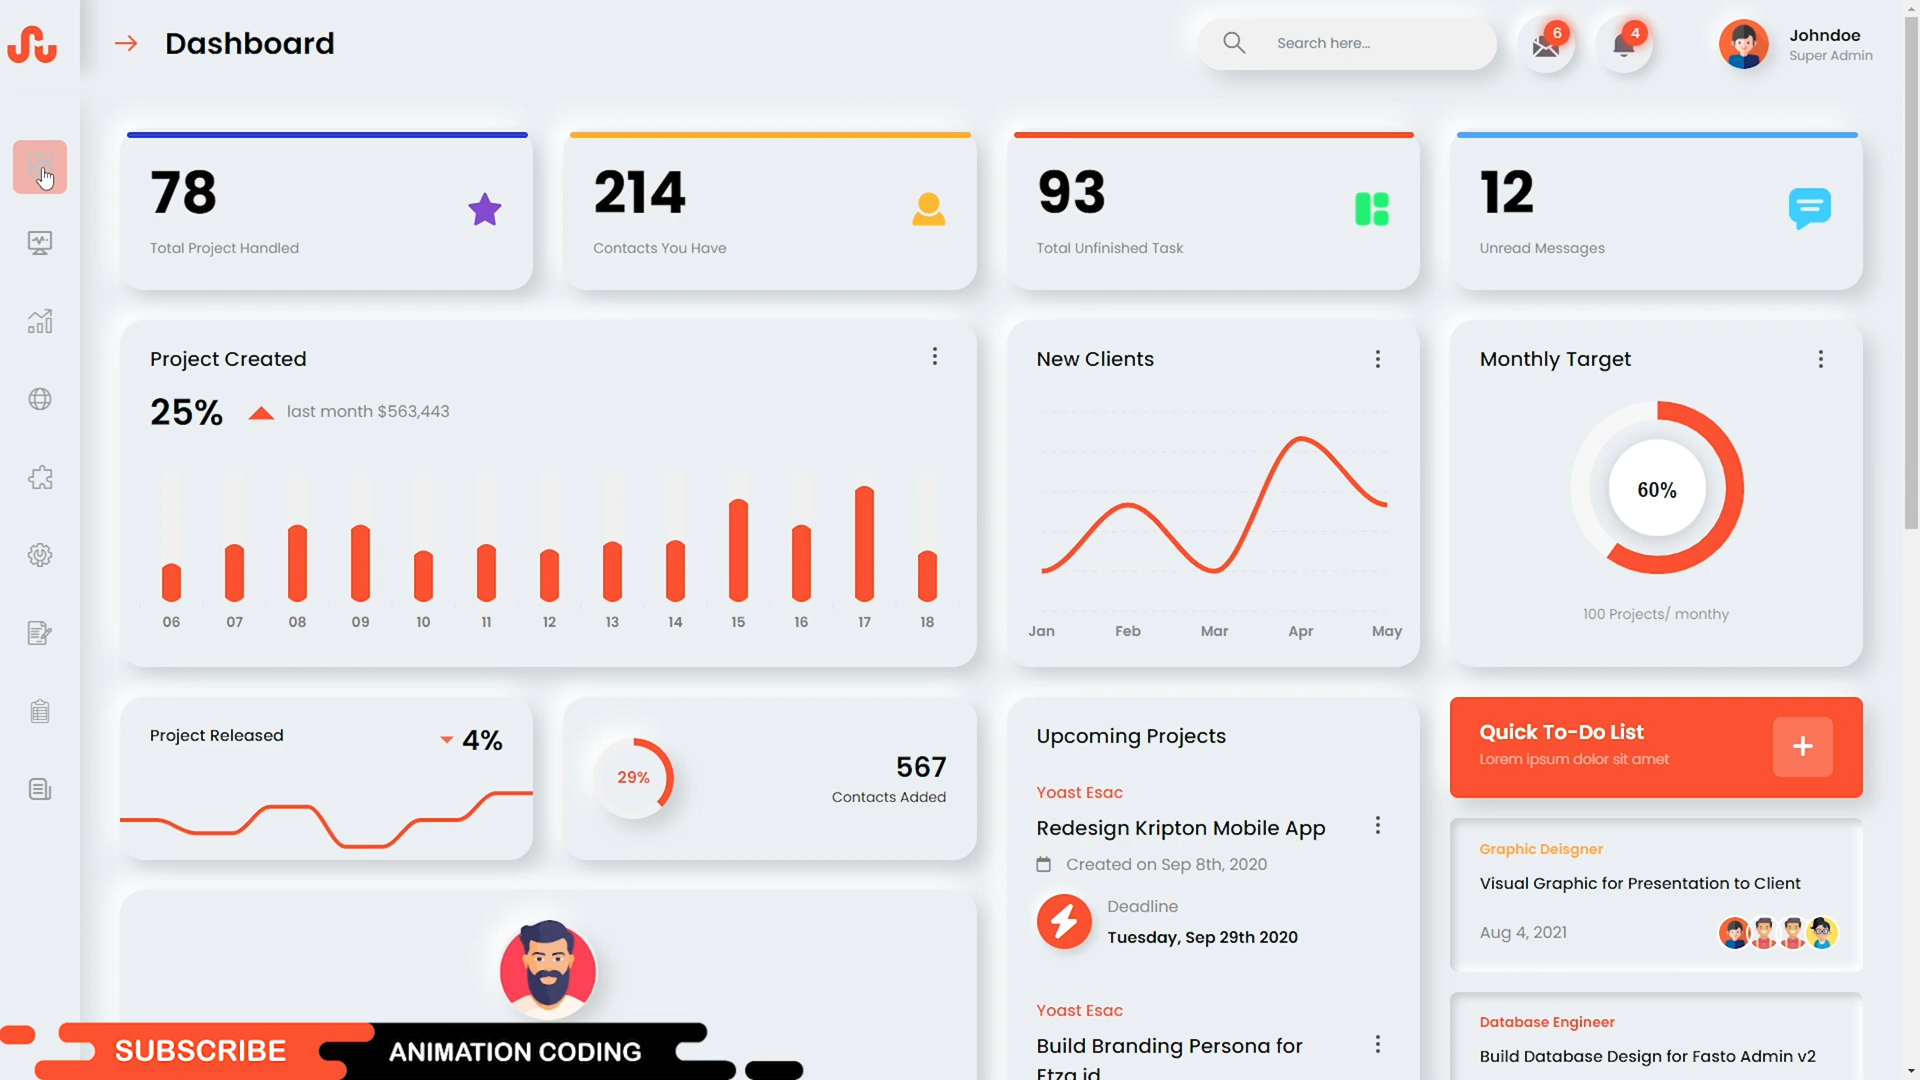 Dashboard
Search here...
6
4
Johndoe
Super Admin
78
Total Project Handled
214
Contacts You Have
93
Total Unfinished Task
12
Unread Messages
Project Created
25%
last month $563,443
06 07 08 09 10 11 12 13 14 15 16 17 18
New Clients
Jan Feb Mar Apr May
Monthly Target
60%
100 Projects/ monthy
Project Released
4%
29%
567
Contacts Added
Upcoming Projects
Yoast Esac
Redesign Kripton Mobile App
Created on Sep 8th, 2020
Deadline
Tuesday, Sep 29th 2020
Yoast Esac
Build Branding Persona for
Etza.id
Quick To-Do List
Lorem ipsum dolor sit amet
Graphic Deisgner
Visual Graphic for Presentation to Client
Aug 4, 2021
Database Engineer
Build Database Design for Fasto Admin v2
SUBSCRIBE
ANIMATION CODING